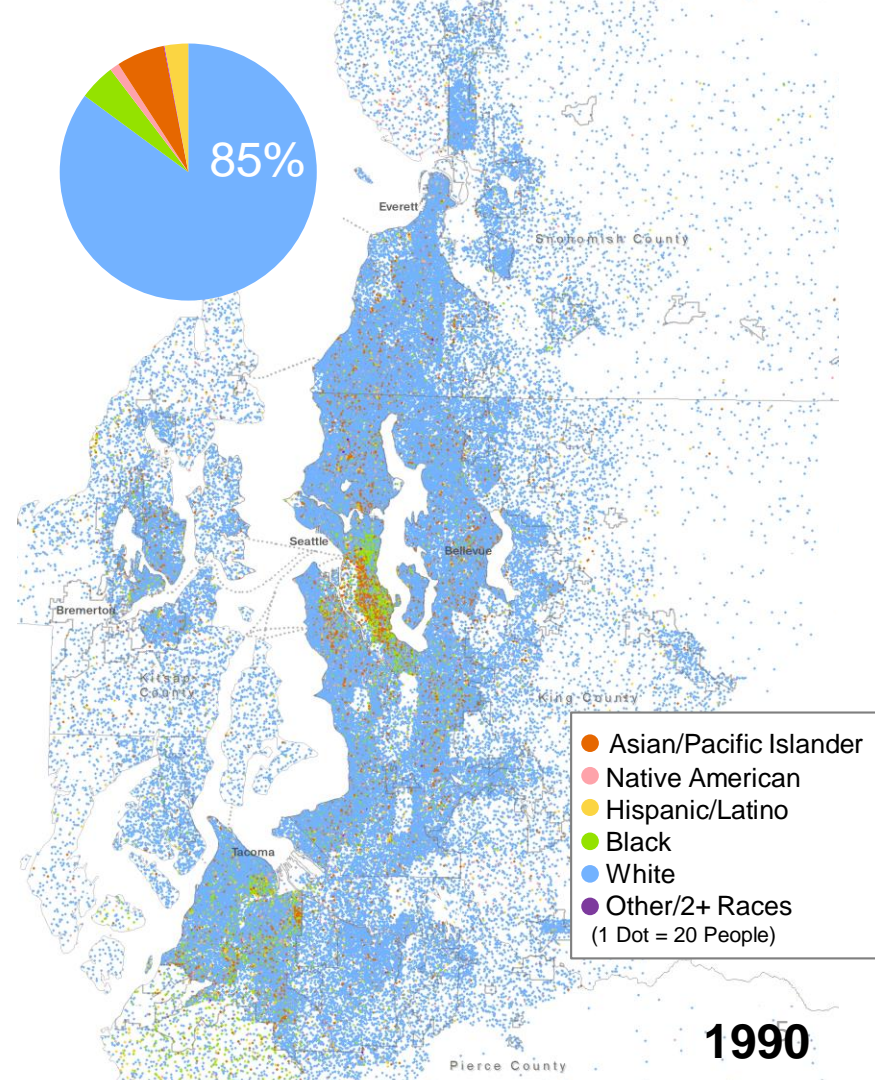 85%
Everett
Snohomish County
Seattle
Bellevue
Bremerton
Kitsap
County
King County
Asian/Pacific Islander
Native American
Hispanic/Latino
Black
White
Other/2+ Races
(1 Dot = 20 People)
Tacoma
1990
Pierce County